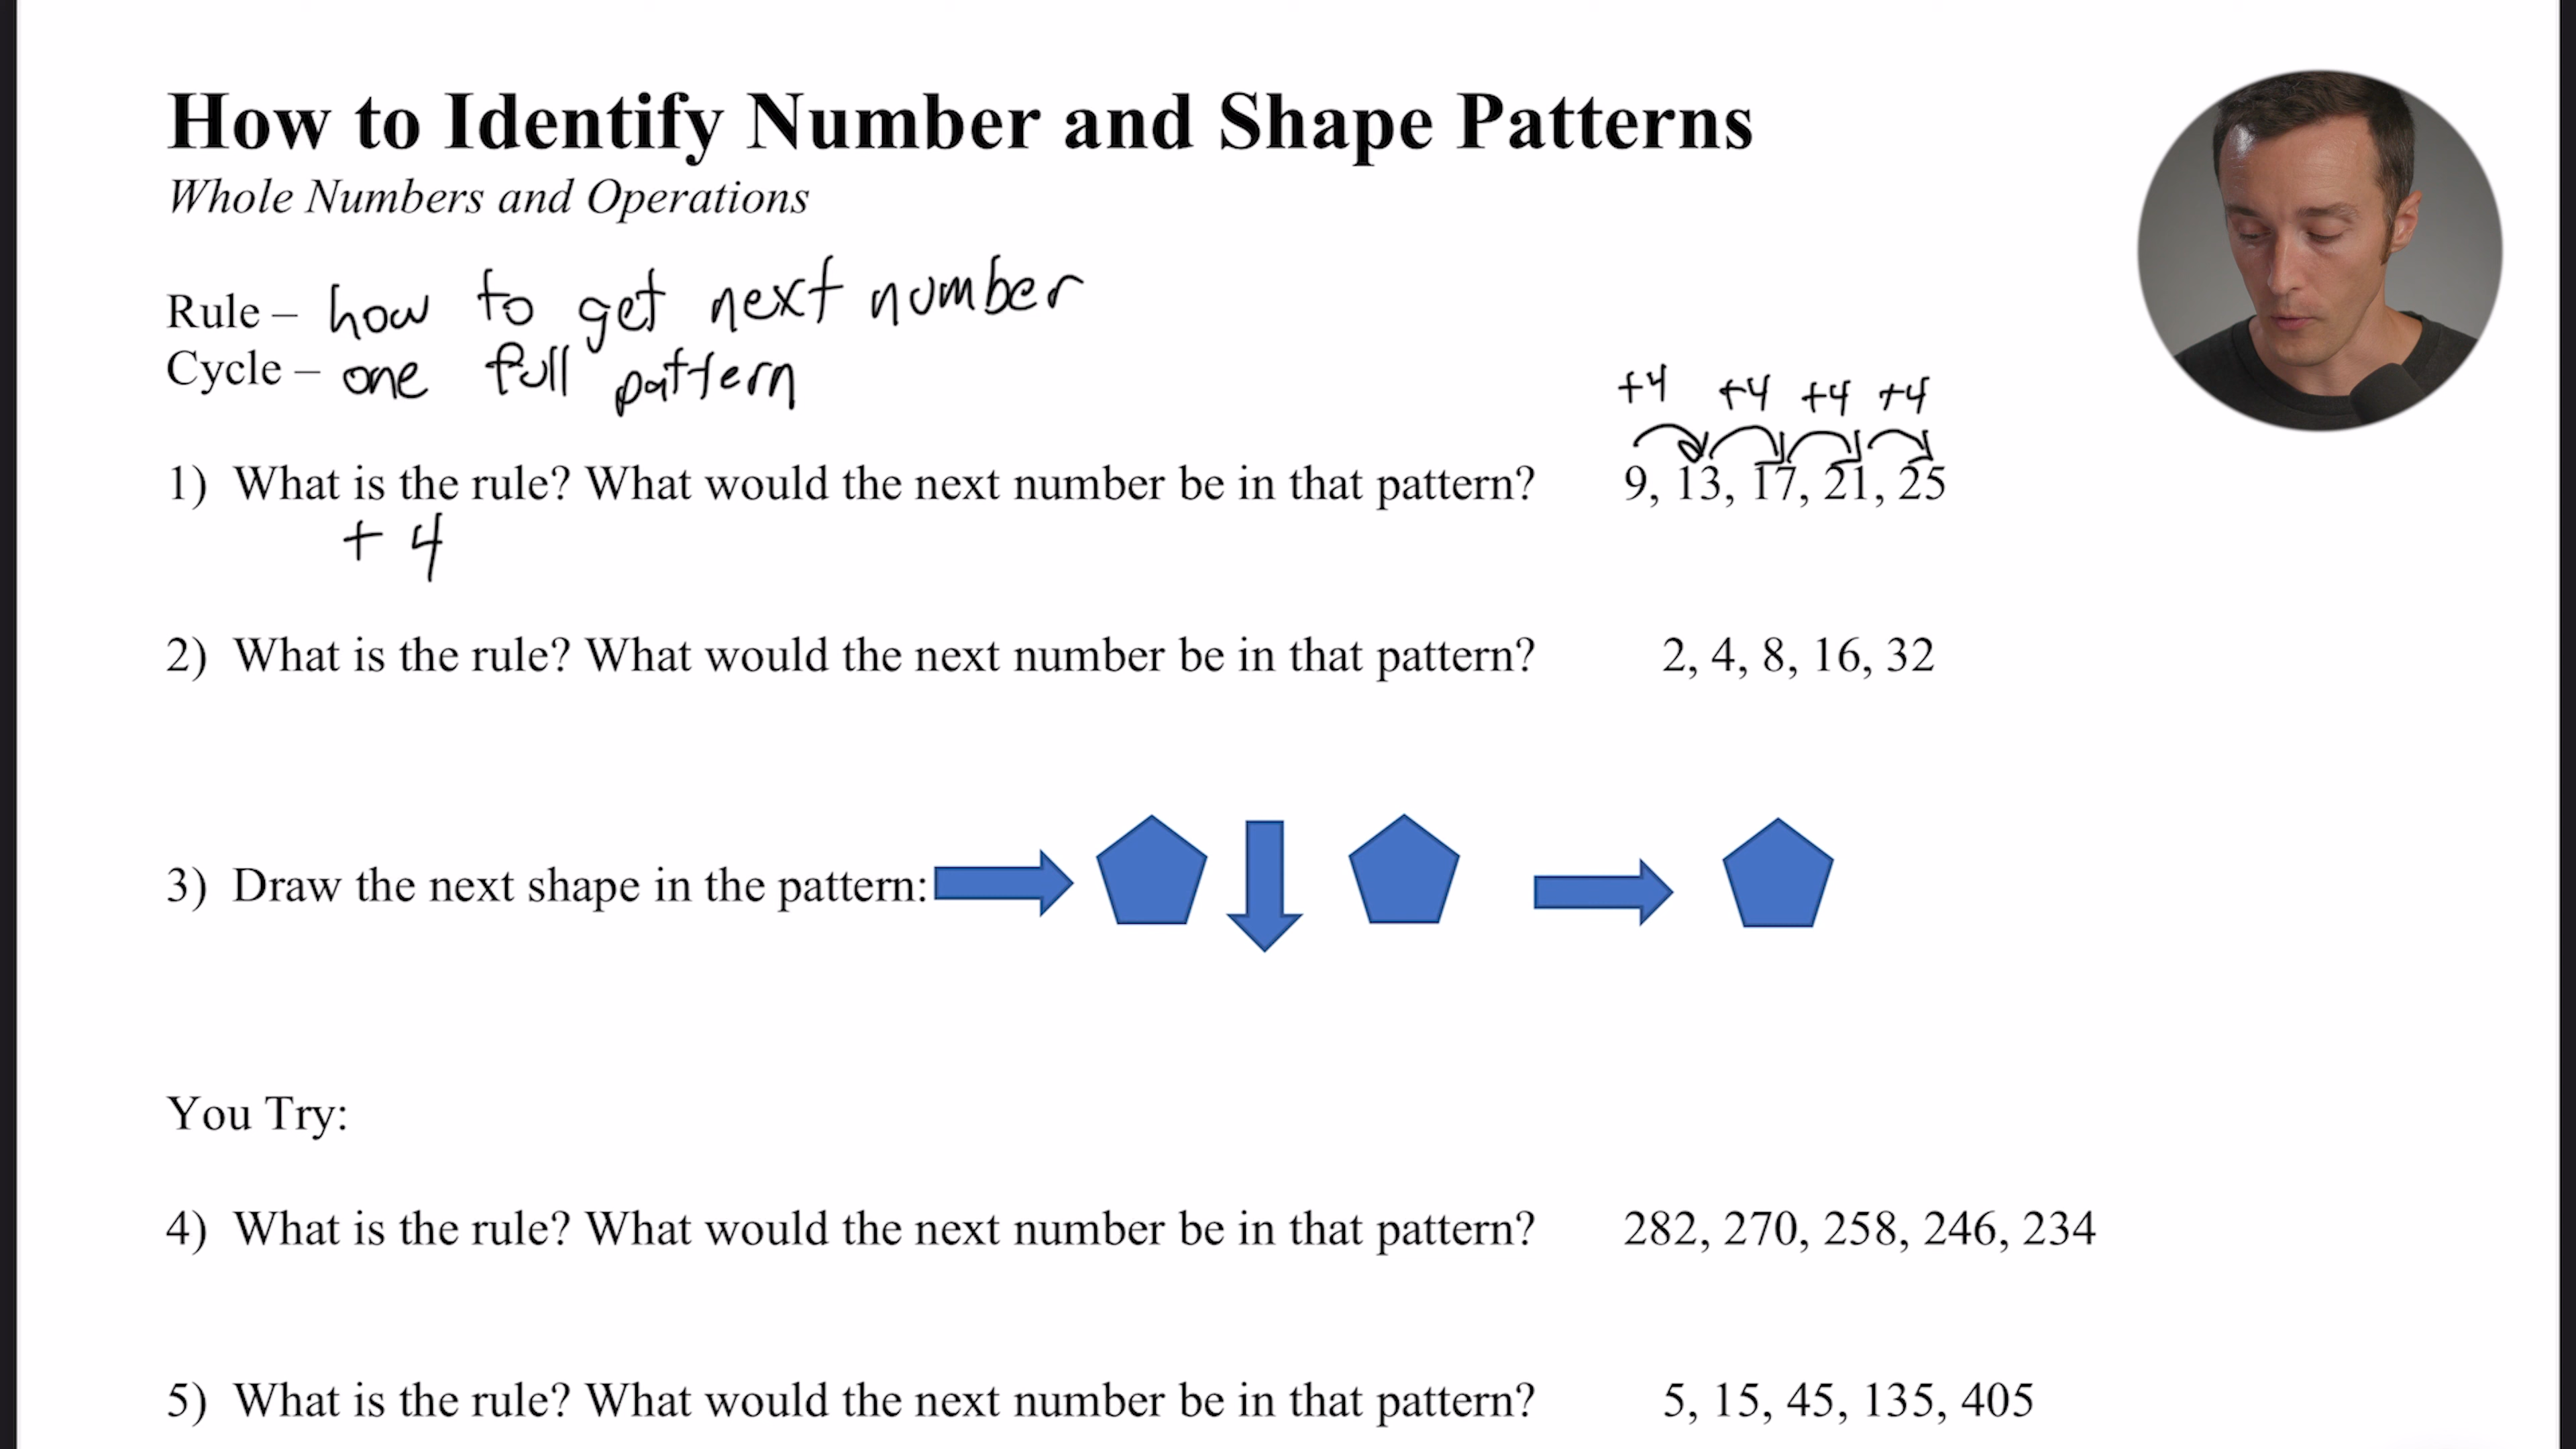 How to Identify Number and Shape Patterns
Whole Numbers and Operations
Rule – how to get next number
Cycle – one full pattern
+4 +4 +4 +4
1) What is the rule? What would the next number be in that pattern? 9, 13, 17, 21, 25
+ 4
2) What is the rule? What would the next number be in that pattern? 2, 4, 8, 16, 32
3) Draw the next shape in the pattern:
You Try:
4) What is the rule? What would the next number be in that pattern? 282, 270, 258, 246, 234
5) What is the rule? What would the next number be in that pattern? 5, 15, 45, 135, 405